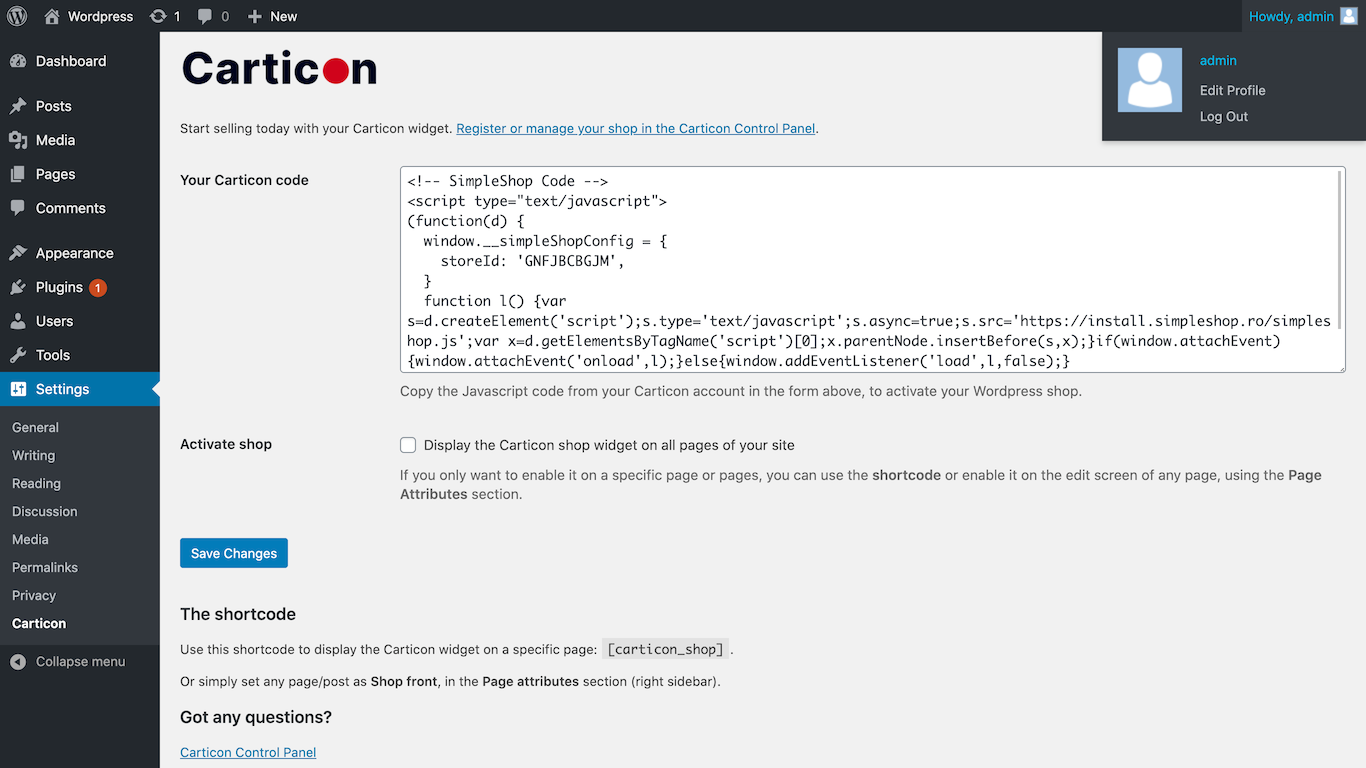 Wordpress 1 0 New Howdy, admin
admin
Edit Profile
Log Out
Dashboard
Posts
Media
Pages
Comments
Appearance
Plugins 1
Users
Tools
Settings
General
Writing
Reading
Discussion
Media
Permalinks
Privacy
Carticon
Collapse menu
Carticon
Start selling today with your Carticon widget. Register or manage your shop in the Carticon Control Panel.
Your Carticon code
<!-- SimpleShop Code -->
<script type="text/javascript">
(function(d) {
  window.__simpleShopConfig = {
    storeId: 'GNFJBCBGJM',
  }
  function l() {var
s=d.createElement('script');s.type='text/javascript';s.async=true;s.src='https://install.simpleshop.ro/simples
hop.js';var x=d.getElementsByTagName('script')[0];x.parentNode.insertBefore(s,x);}if(window.attachEvent)
{window.attachEvent('onload',l);}else{window.addEventListener('load',l,false);}
Copy the Javascript code from your Carticon account in the form above, to activate your Wordpress shop.
Activate shop
Display the Carticon shop widget on all pages of your site
If you only want to enable it on a specific page or pages, you can use the shortcode or enable it on the edit screen of any page, using the Page
Attributes section.
Save Changes
The shortcode
Use this shortcode to display the Carticon widget on a specific page: [carticon_shop] .
Or simply set any page/post as Shop front, in the Page attributes section (right sidebar).
Got any questions?
Carticon Control Panel